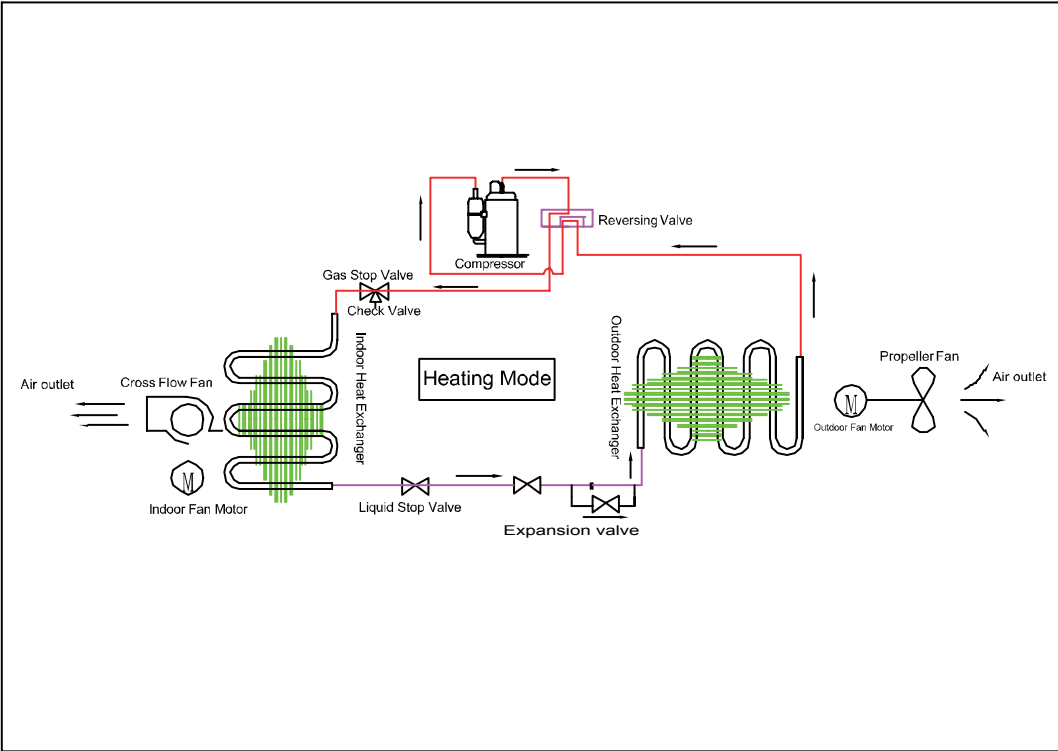 Reversing Valve
Compressor
Gas Stop Valve
Check Valve
Indoor Heat Exchanger
Outdoor Heat Exchanger
Heating Mode
Propeller Fan
Air outlet
Cross Flow Fan
Air outlet
M
Outdoor Fan Motor
M
Indoor Fan Motor
Liquid Stop Valve
Expansion valve